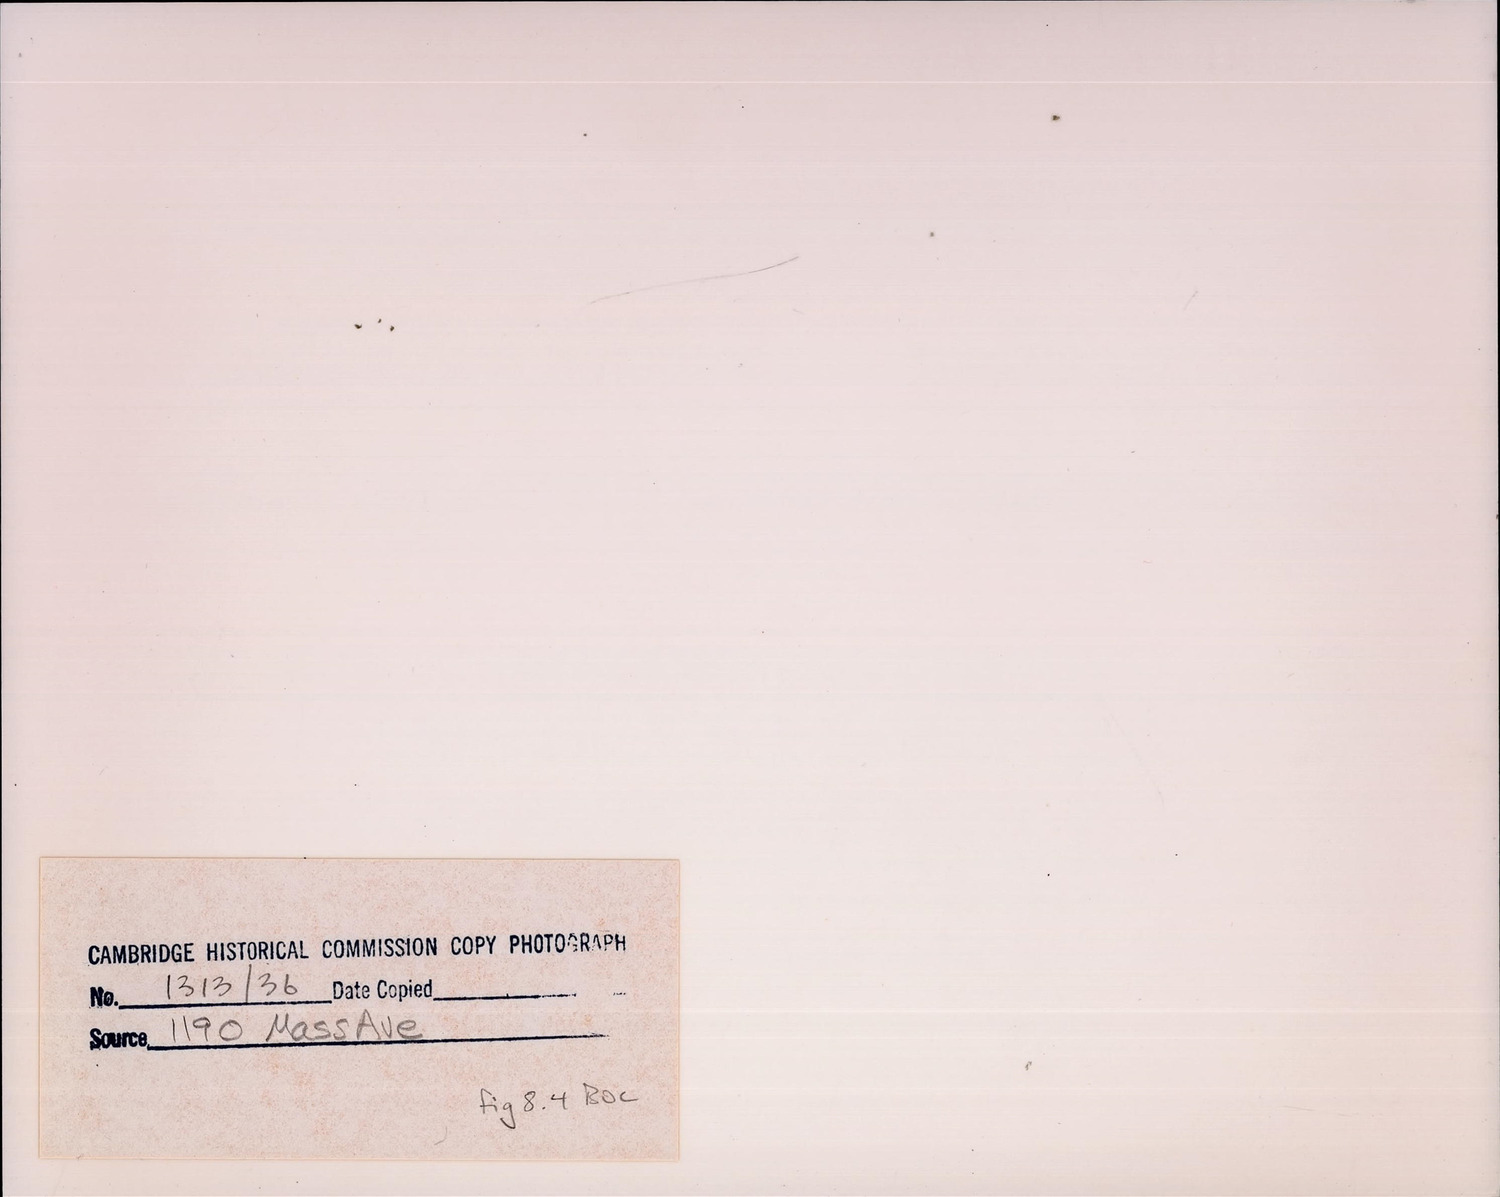 CAMBRIDGE HISTORICAL COMMISSION COPY PHOTOGRAPH
No. 1313/36 Date Copied
Source 1190 Mass Ave
fig 8.4 BOC